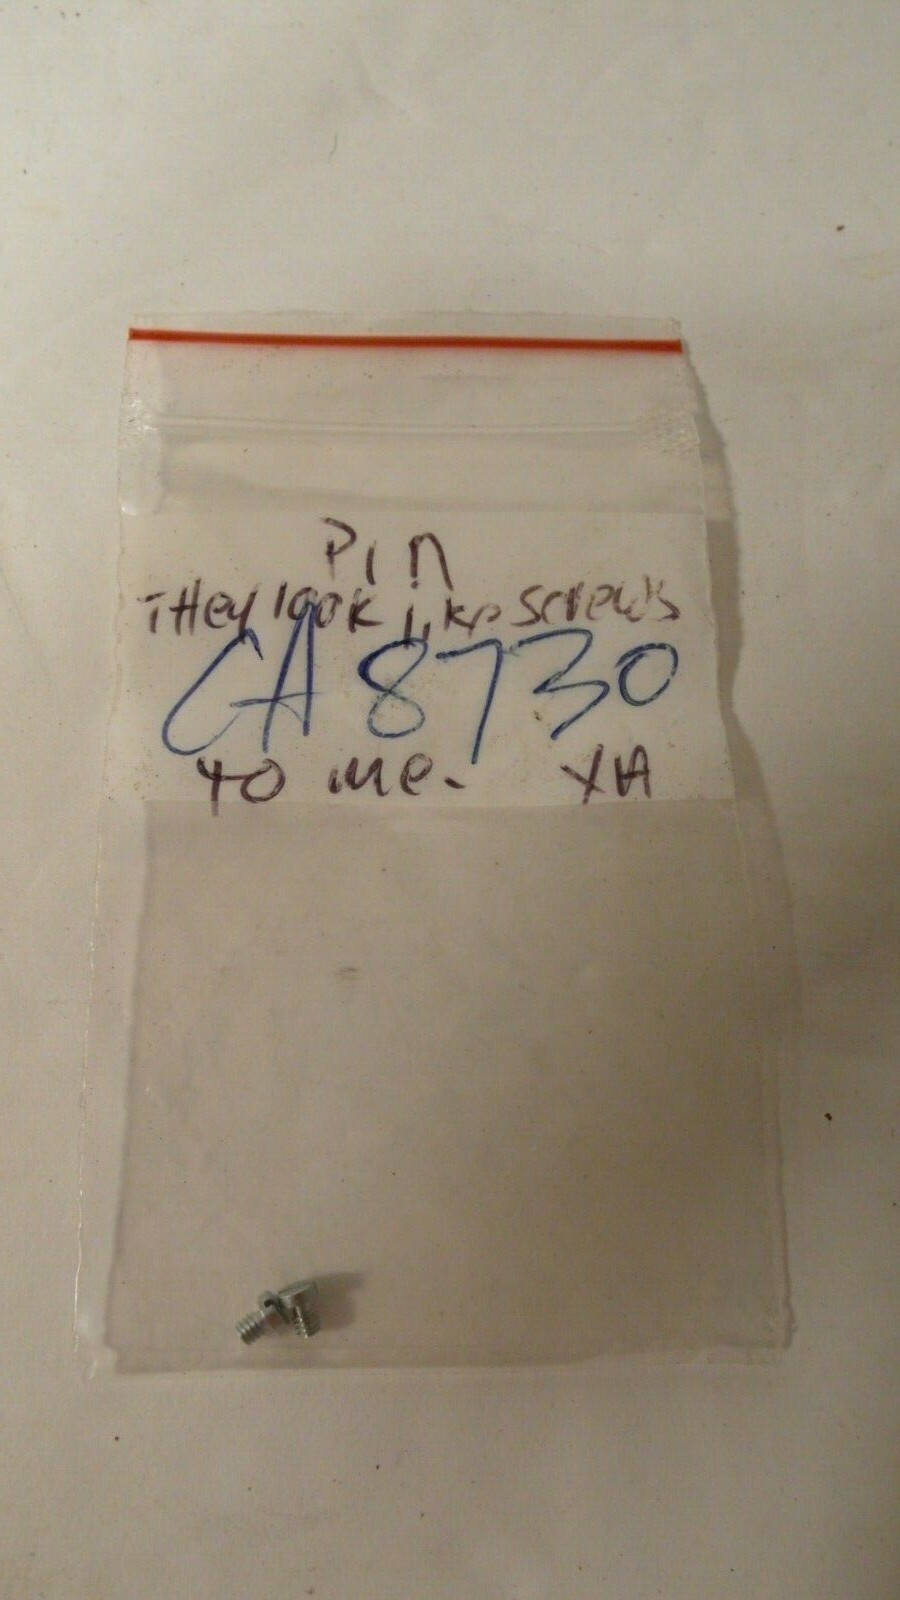 Pin
They look like screws
CA 8730
to me. XA